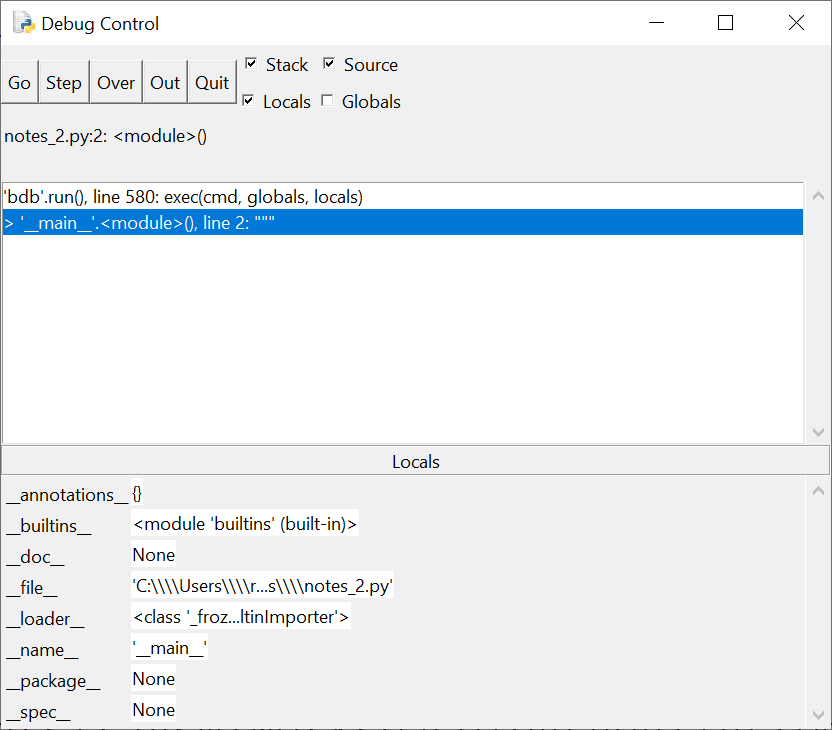 Debug Control
Go Step Over Out Quit
Stack Source
Locals Globals
notes_2.py:2: <module>()
'bdb'.run(), line 580: exec(cmd, globals, locals)
> '__main__'.<module>(), line 2: """
Locals
__annotations__ {}
__builtins__ <module 'builtins' (built-in)>
__doc__ None
__file__ 'C:\\\\Users\\\\r...s\\\\notes_2.py'
__loader__ <class '_froz...ltinImporter'>
__name__ '__main__'
__package__ None
__spec__ None